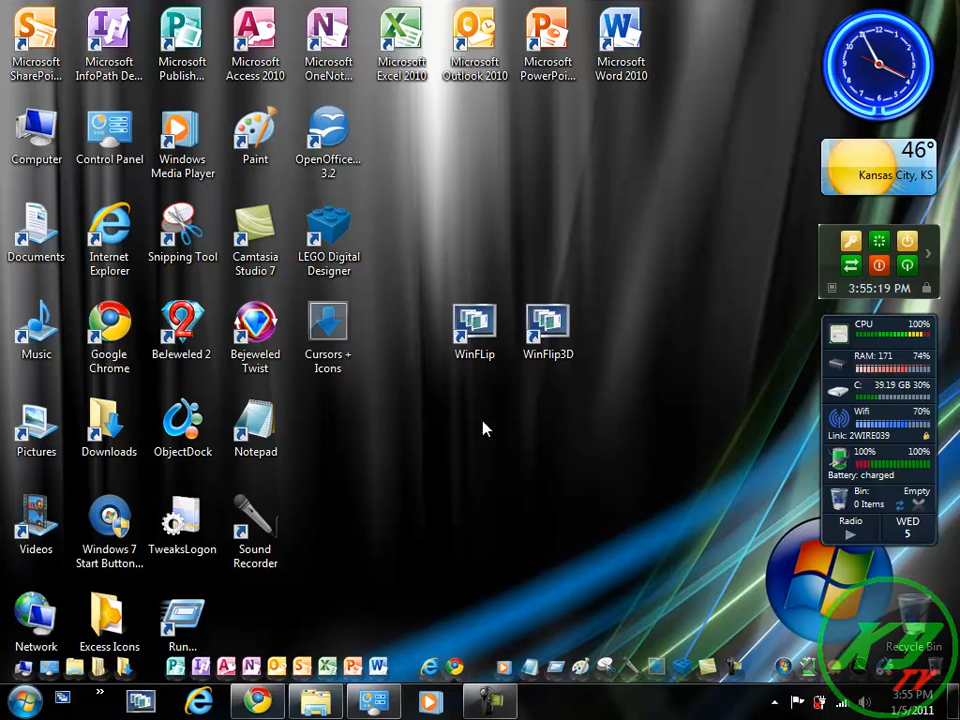 Microsoft
SharePoi...
Microsoft
InfoPath De...
Microsoft
Publish...
Microsoft
Access 2010
Microsoft
OneNot...
Microsoft
Excel 2010
Microsoft
Outlook 2010
Microsoft
PowerPoi...
Microsoft
Word 2010
Computer
Control Panel
Windows
Media Player
Paint
OpenOffice...
3.2
46°
Kansas City, KS
Documents
Internet
Explorer
Snipping Tool
Camtasia
Studio 7
LEGO Digital
Designer
3:55:19 PM
Music
Google
Chrome
BeJeweled 2
Bejeweled
Twist
Cursors +
Icons
WinFLip
WinFlip3D
CPU 100%
RAM: 171 74%
C: 39.19 GB 30%
Wifi 70%
Link: 2WIRE039
100% 100%
Battery: charged
Bin: Empty
0 Items
Radio WED
5
Pictures
Downloads
ObjectDock
Notepad
Videos
Windows 7
Start Button...
TweaksLogon
Sound
Recorder
Network
Excess Icons
Run...
Recycle Bin
TV
3:55 PM
1/5/2011